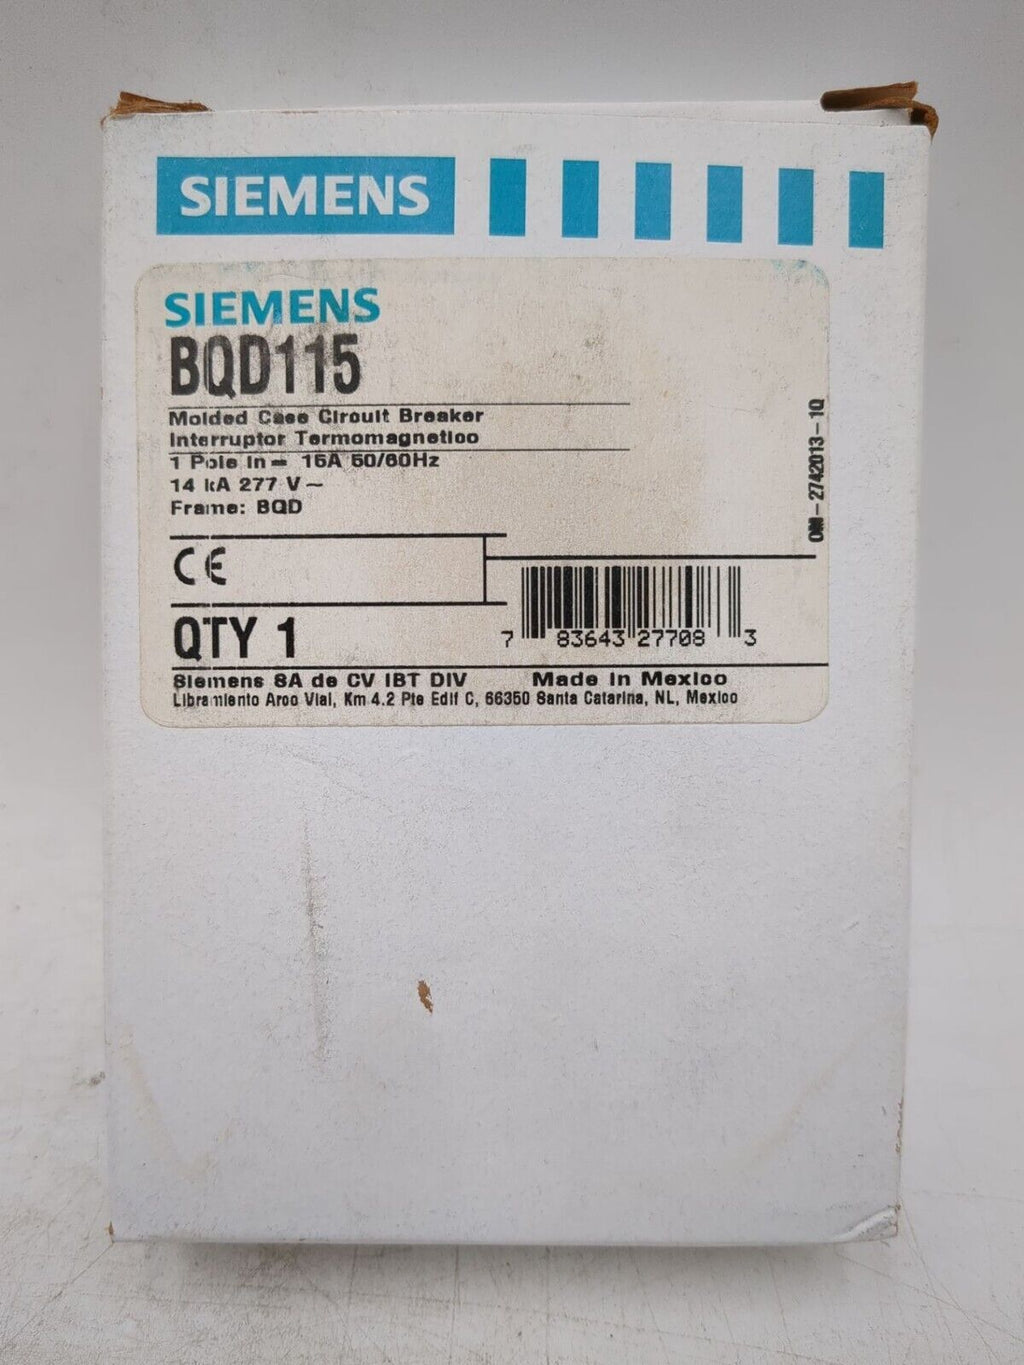 SIEMENS
SIEMENS
BQD115
Molded Case Circuit Breaker
Interruptor Termomagnetico
1 Pole In = 15A 50/60Hz
14 kA 277 V ~
Frame: BQD
CE
QTY 1
7 83643 27708 3
Siemens SA de CV IBT DIV Made In Mexico
Libramiento Arco Vial, Km 4.2 Pte Edif C, 66350 Santa Catarina, NL, Mexico
-2742013-1Q